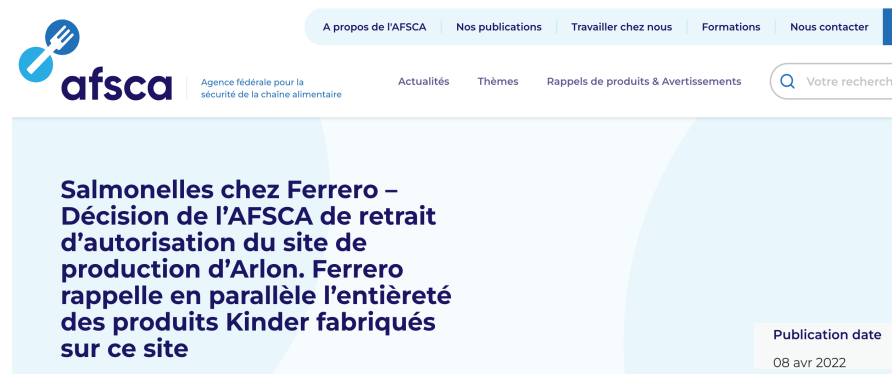 A propos de l'AFSCA Nos publications Travailler chez nous Formations Nous contacter
afsca
Agence fédérale pour la
sécurité de la chaîne alimentaire
Actualités Thèmes Rappels de produits & Avertissements Votre recherch
Salmonelles chez Ferrero –
Décision de l’AFSCA de retrait
d’autorisation du site de
production d’Arlon. Ferrero
rappelle en parallèle l’entièreté
des produits Kinder fabriqués
sur ce site
Publication date
08 avr 2022